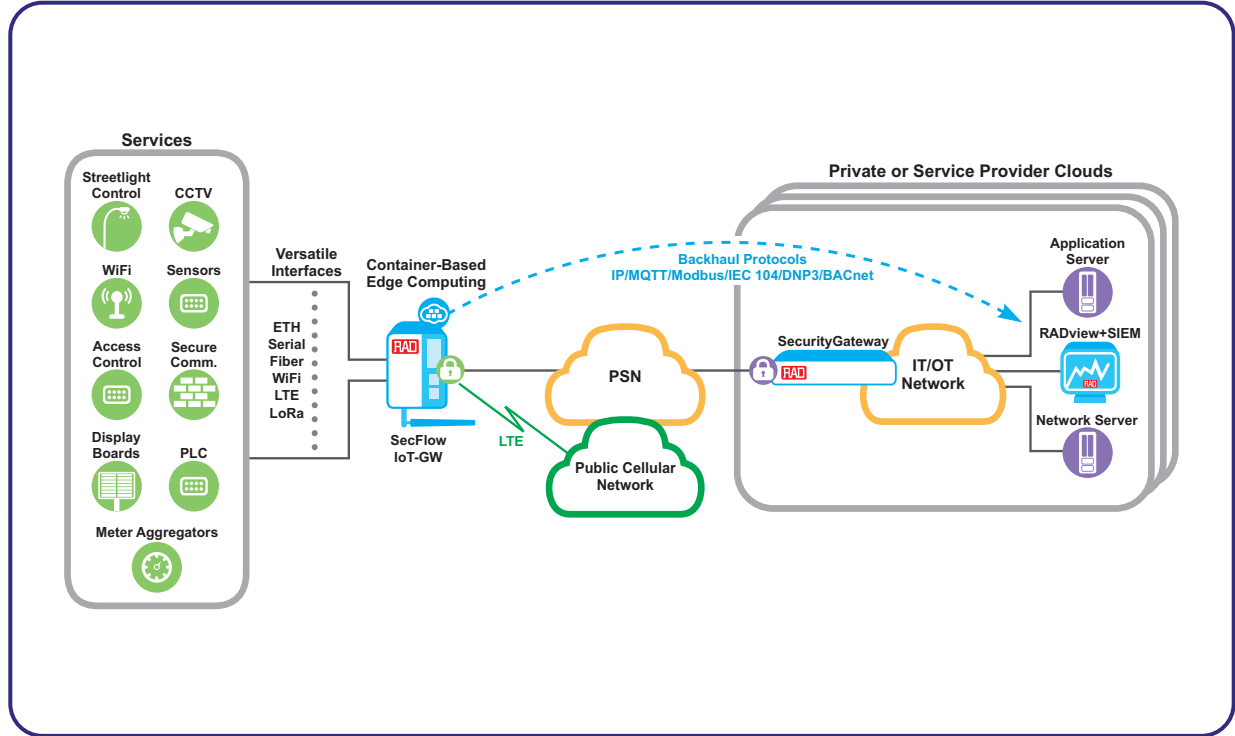 Services
Streetlight
Control
CCTV
WiFi
Sensors
Access
Control
Secure
Comm.
Display
Boards
PLC
Meter Aggregators
Versatile
Interfaces
ETH
Serial
Fiber
WiFi
LTE
LoRa
Container-Based
Edge Computing
RAD
SecFlow
IoT-GW
LTE
PSN
Public Cellular
Network
Backhaul Protocols
IP/MQTT/Modbus/IEC 104/DNP3/BACnet
Private or Service Provider Clouds
SecurityGateway
RAD
IT/OT
Network
Application
Server
RADview+SIEM
RAD
Network Server